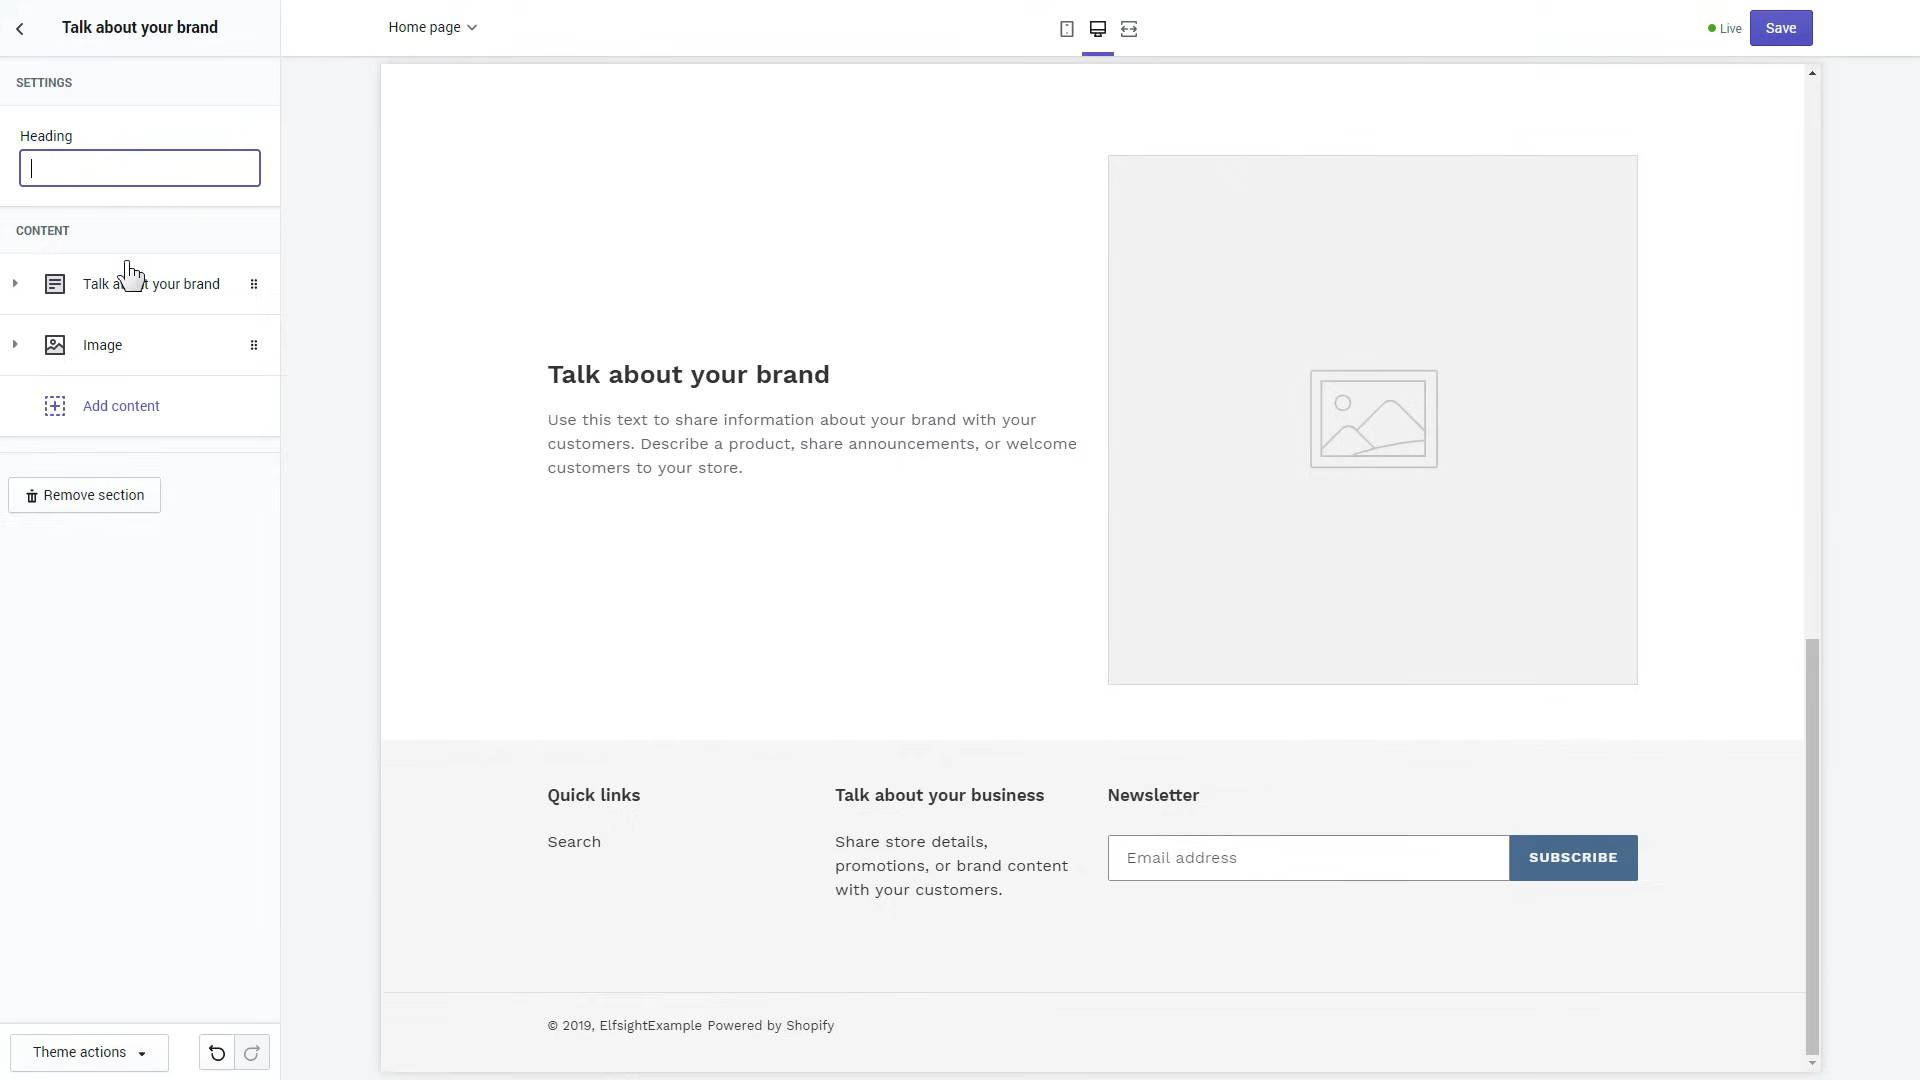 Talk about your brand
Home page
Live
Save
SETTINGS
Heading
CONTENT
Talk about your brand
Image
Add content
Remove section
Theme actions
Talk about your brand
Use this text to share information about your brand with your
customers. Describe a product, share announcements, or welcome
customers to your store.
Quick links
Search
Talk about your business
Share store details,
promotions, or brand content
with your customers.
Newsletter
Email address
SUBSCRIBE
© 2019, ElfsightExample Powered by Shopify